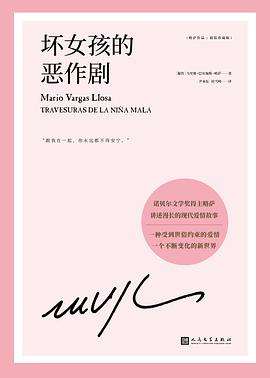 坏女孩的
恶作剧
（略萨作品：精装珍藏版）
Mario Vargas Llosa
TRAVESURAS DE LA NIÑA MALA
[秘鲁] 马里奥·巴尔加斯·略萨 著
尹承东 杜雪峰 译
“跟我在一起，你永远都不得安宁。”
诺贝尔文学奖得主略萨
讲述漫长的现代爱情故事
一种受到世俗约束的爱情
一个不断变化的新世界
人民文学出版社